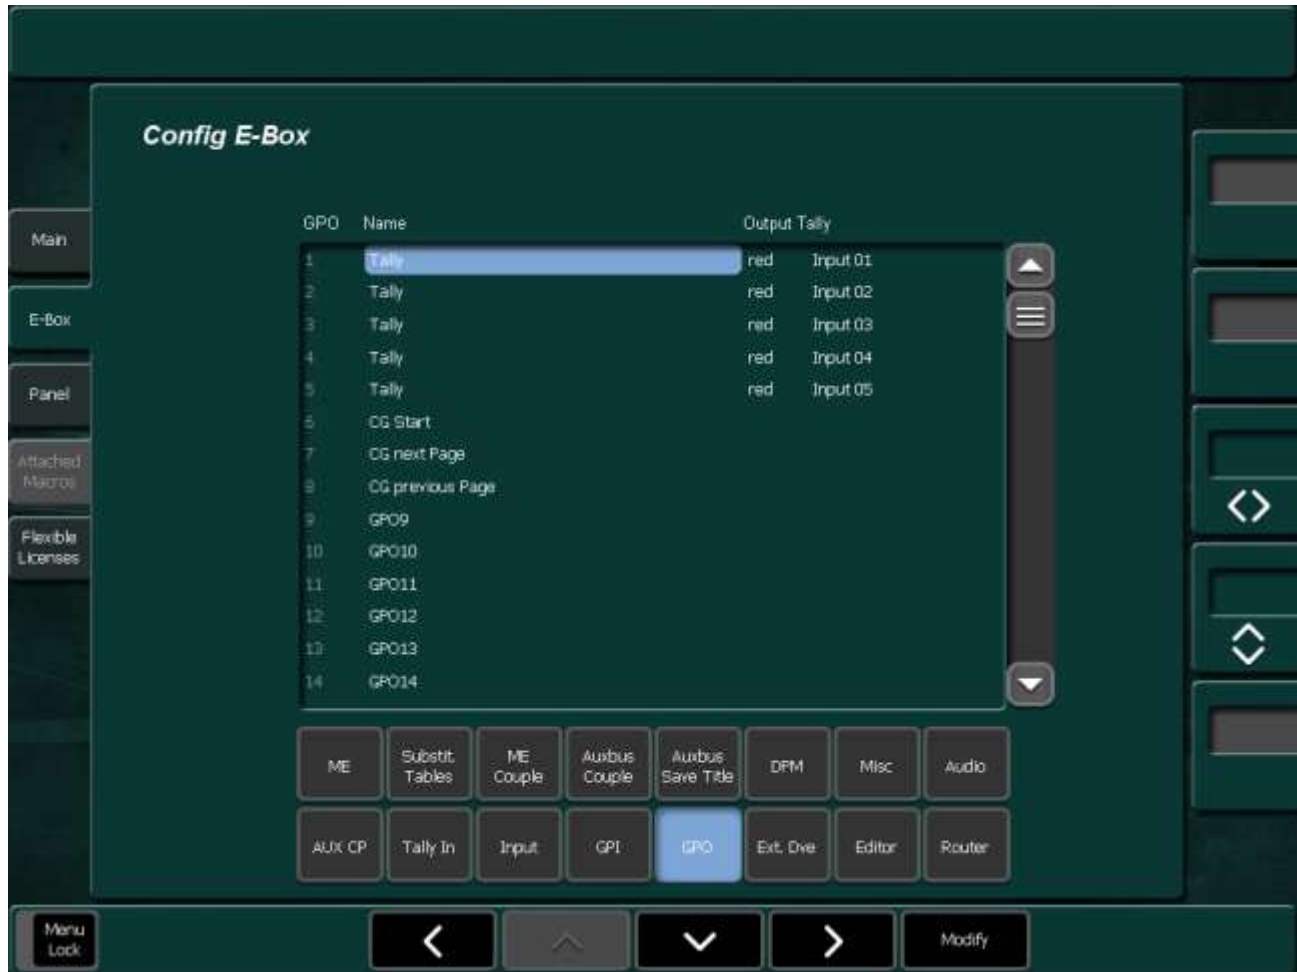 Config E-Box
GPO Name Output Tally
Main
1 Tally red Input 01
2 Tally red Input 02
E-Box
3 Tally red Input 03
4 Tally red Input 04
Panel
5 Tally red Input 05
6 CG Start
7 CG next Page
Attached
Macros
8 CG previous Page
9 GPO9
Flexible
Licenses
10 GPO10
11 GPO11
12 GPO12
13 GPO13
14 GPO14
ME
Substit.
Tables
ME
Couple
Auxbus
Couple
Auxbus
Save Title
DPM
Misc
Audio
AUX CP
Tally In
Input
GPI
GPO
Ext. Dve
Editor
Router
Menu
Lock
Modify